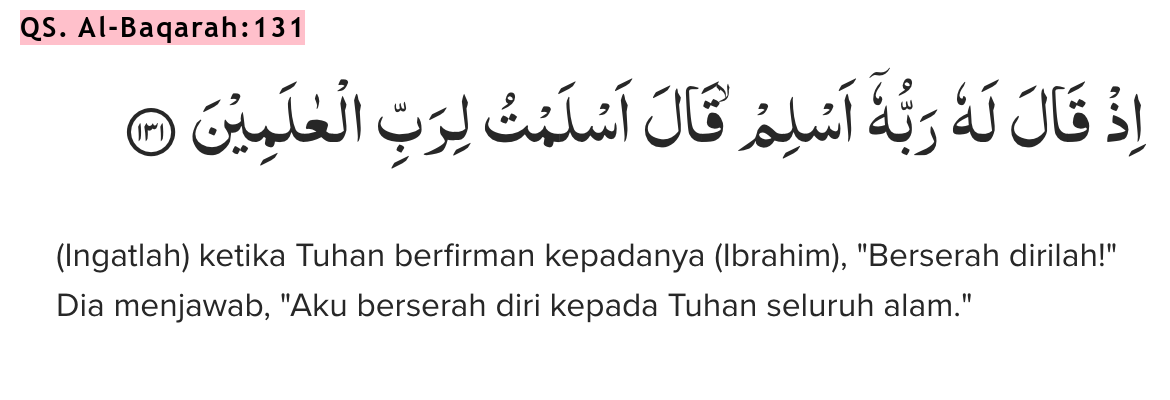 QS. Al-Baqarah:131
اِذْ قَالَ لَهٗ رَبُّهٗٓ اَسْلِمْۙ قَالَ اَسْلَمْتُ لِرَبِّ الْعٰلَمِيْنَ ١٣١
(Ingatlah) ketika Tuhan berfirman kepadanya (Ibrahim), "Berserah dirilah!"
Dia menjawab, "Aku berserah diri kepada Tuhan seluruh alam."